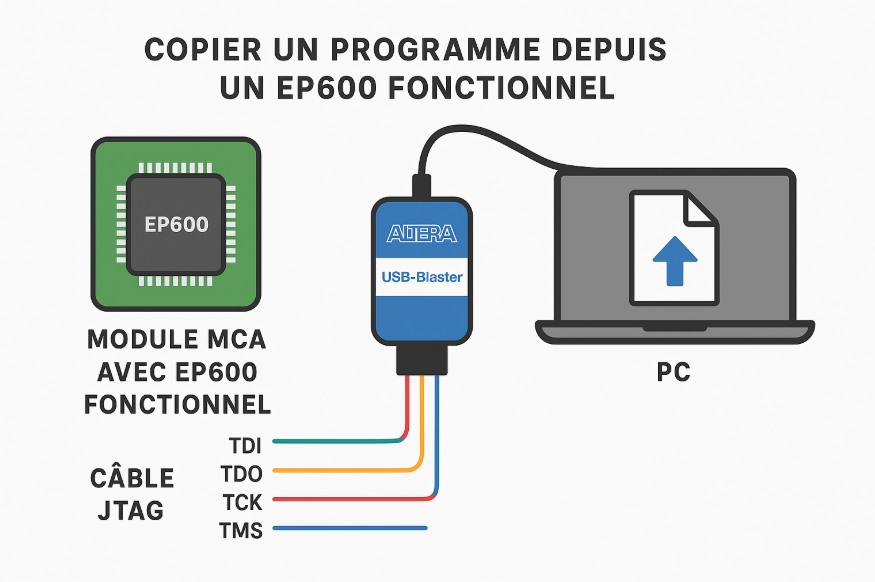 COPIER UN PROGRAMME DEPUIS
UN EP600 FONCTIONNEL
EP600
ALTERA
USB-Blaster
MODULE MCA
AVEC EP600
FONCTIONNEL
PC
CÂBLE
JTAG
TDI
TDO
TCK
TMS